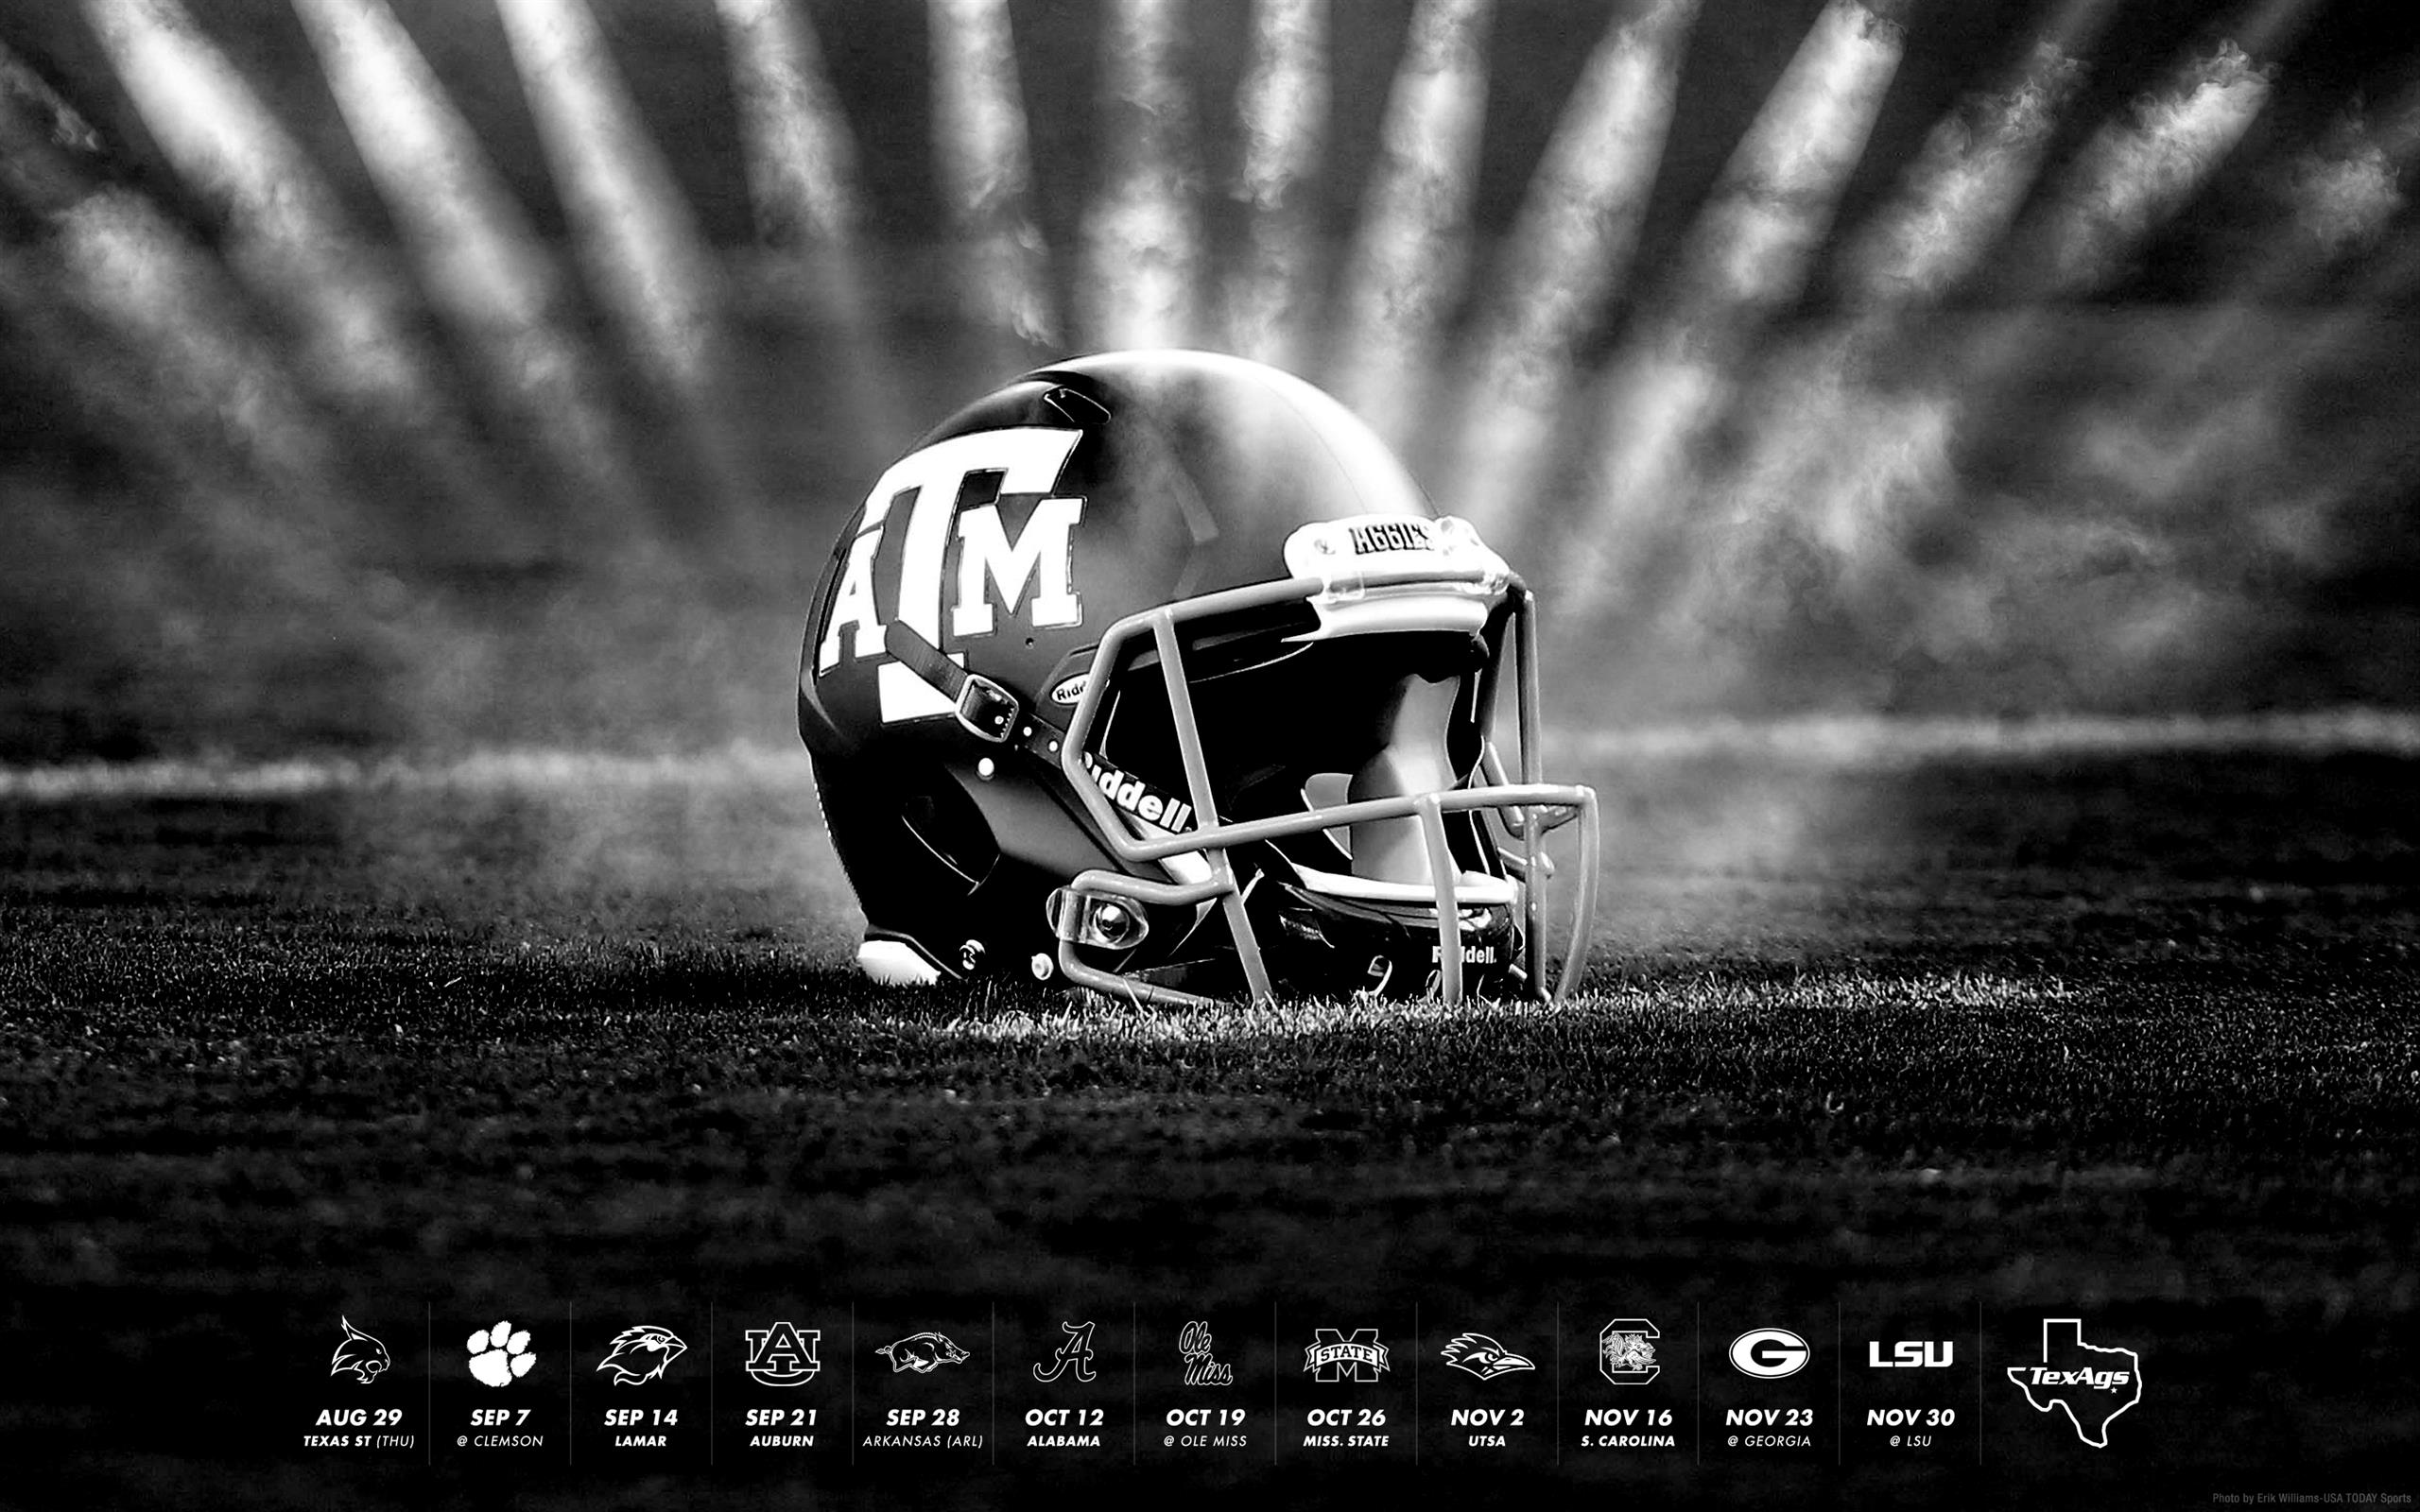 ATM
AGGIES
Riddell
Riddell
AUG 29
TEXAS ST (THU)
SEP 7
@ CLEMSON
SEP 14
LAMAR
AU
SEP 21
AUBURN
SEP 28
ARKANSAS (ARL)
A
OCT 12
ALABAMA
Ole
Miss
OCT 19
@ OLE MISS
STATE
M
OCT 26
MISS. STATE
NOV 2
UTSA
C
NOV 16
S. CAROLINA
G
NOV 23
@ GEORGIA
LSU
NOV 30
@ LSU
TexAgs
Photo by Erik Williams-USA TODAY Sports